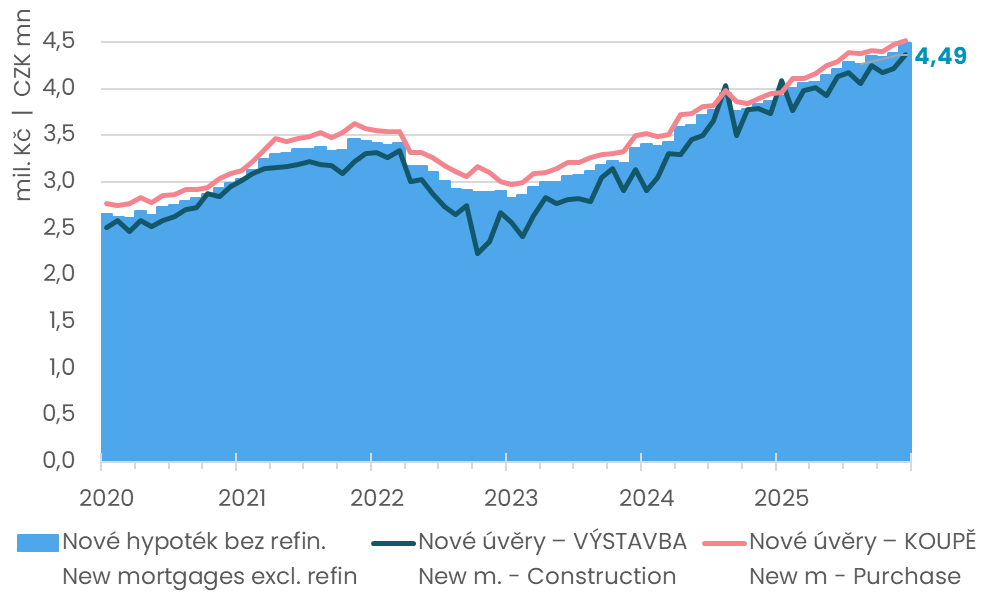 mil. Kč | CZK mn
4,5
4,0
3,5
3,0
2,5
2,0
1,5
1,0
0,5
0,0
4,49
2020 2021 2022 2023 2024 2025
Nové hypoték bez refin. Nové úvěry – VÝSTAVBA Nové úvěry – KOUPĚ
New mortgages excl. refin New m. - Construction New m - Purchase